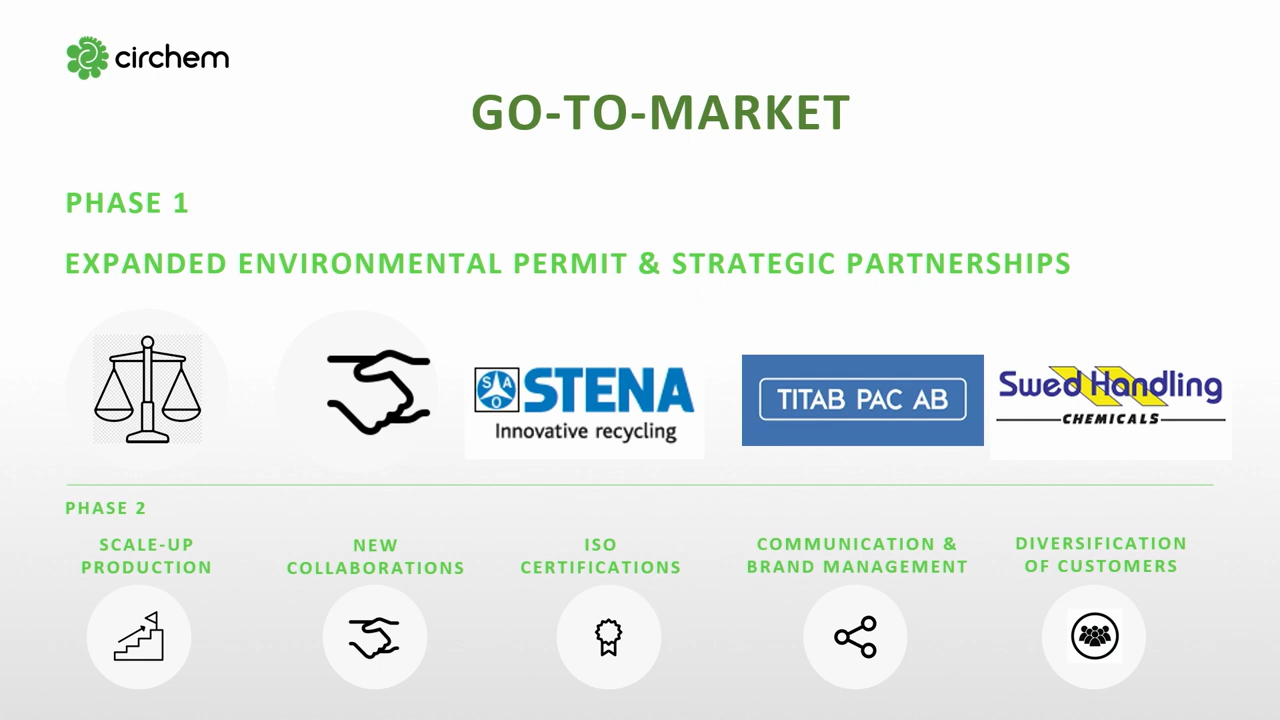 circhem
GO-TO-MARKET
PHASE 1
EXPANDED ENVIRONMENTAL PERMIT & STRATEGIC PARTNERSHIPS
S A O
STENA
Innovative recycling
TITAB PAC AB
Swed Handling
CHEMICALS
PHASE 2
SCALE-UP
PRODUCTION
NEW
COLLABORATIONS
ISO
CERTIFICATIONS
COMMUNICATION &
BRAND MANAGEMENT
DIVERSIFICATION
OF CUSTOMERS